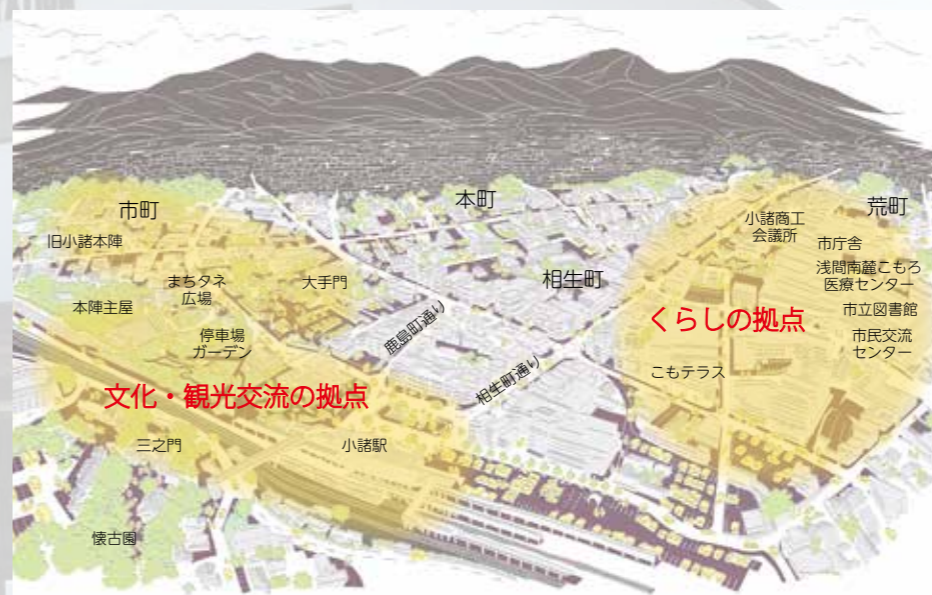 市町
本町
荒町
旧小諸本陣
まちタネ
広場
大手門
本陣主屋
停車場
ガーデン
鹿島町通り
相生町
相生町通り
小諸商工
会議所
市庁舎
浅間南麓こもろ
医療センター
市立図書館
市民交流
センター
くらしの拠点
こもテラス
文化・観光交流の拠点
三之門
小諸駅
懐古園